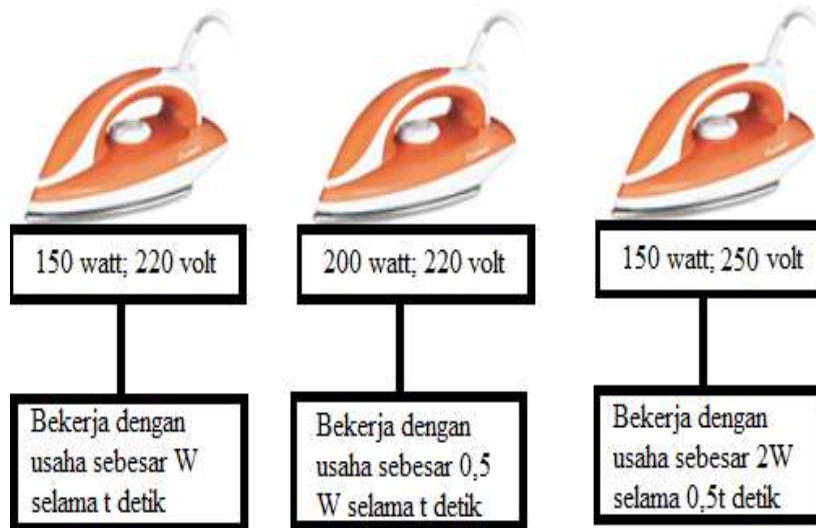 150 watt; 220 volt
200 watt; 220 volt
150 watt; 250 volt
Bekerja dengan
usaha sebesar W
selama t detik
Bekerja dengan
usaha sebesar 0,5
W selama t detik
Bekerja dengan
usaha sebesar 2W
selama 0,5t detik